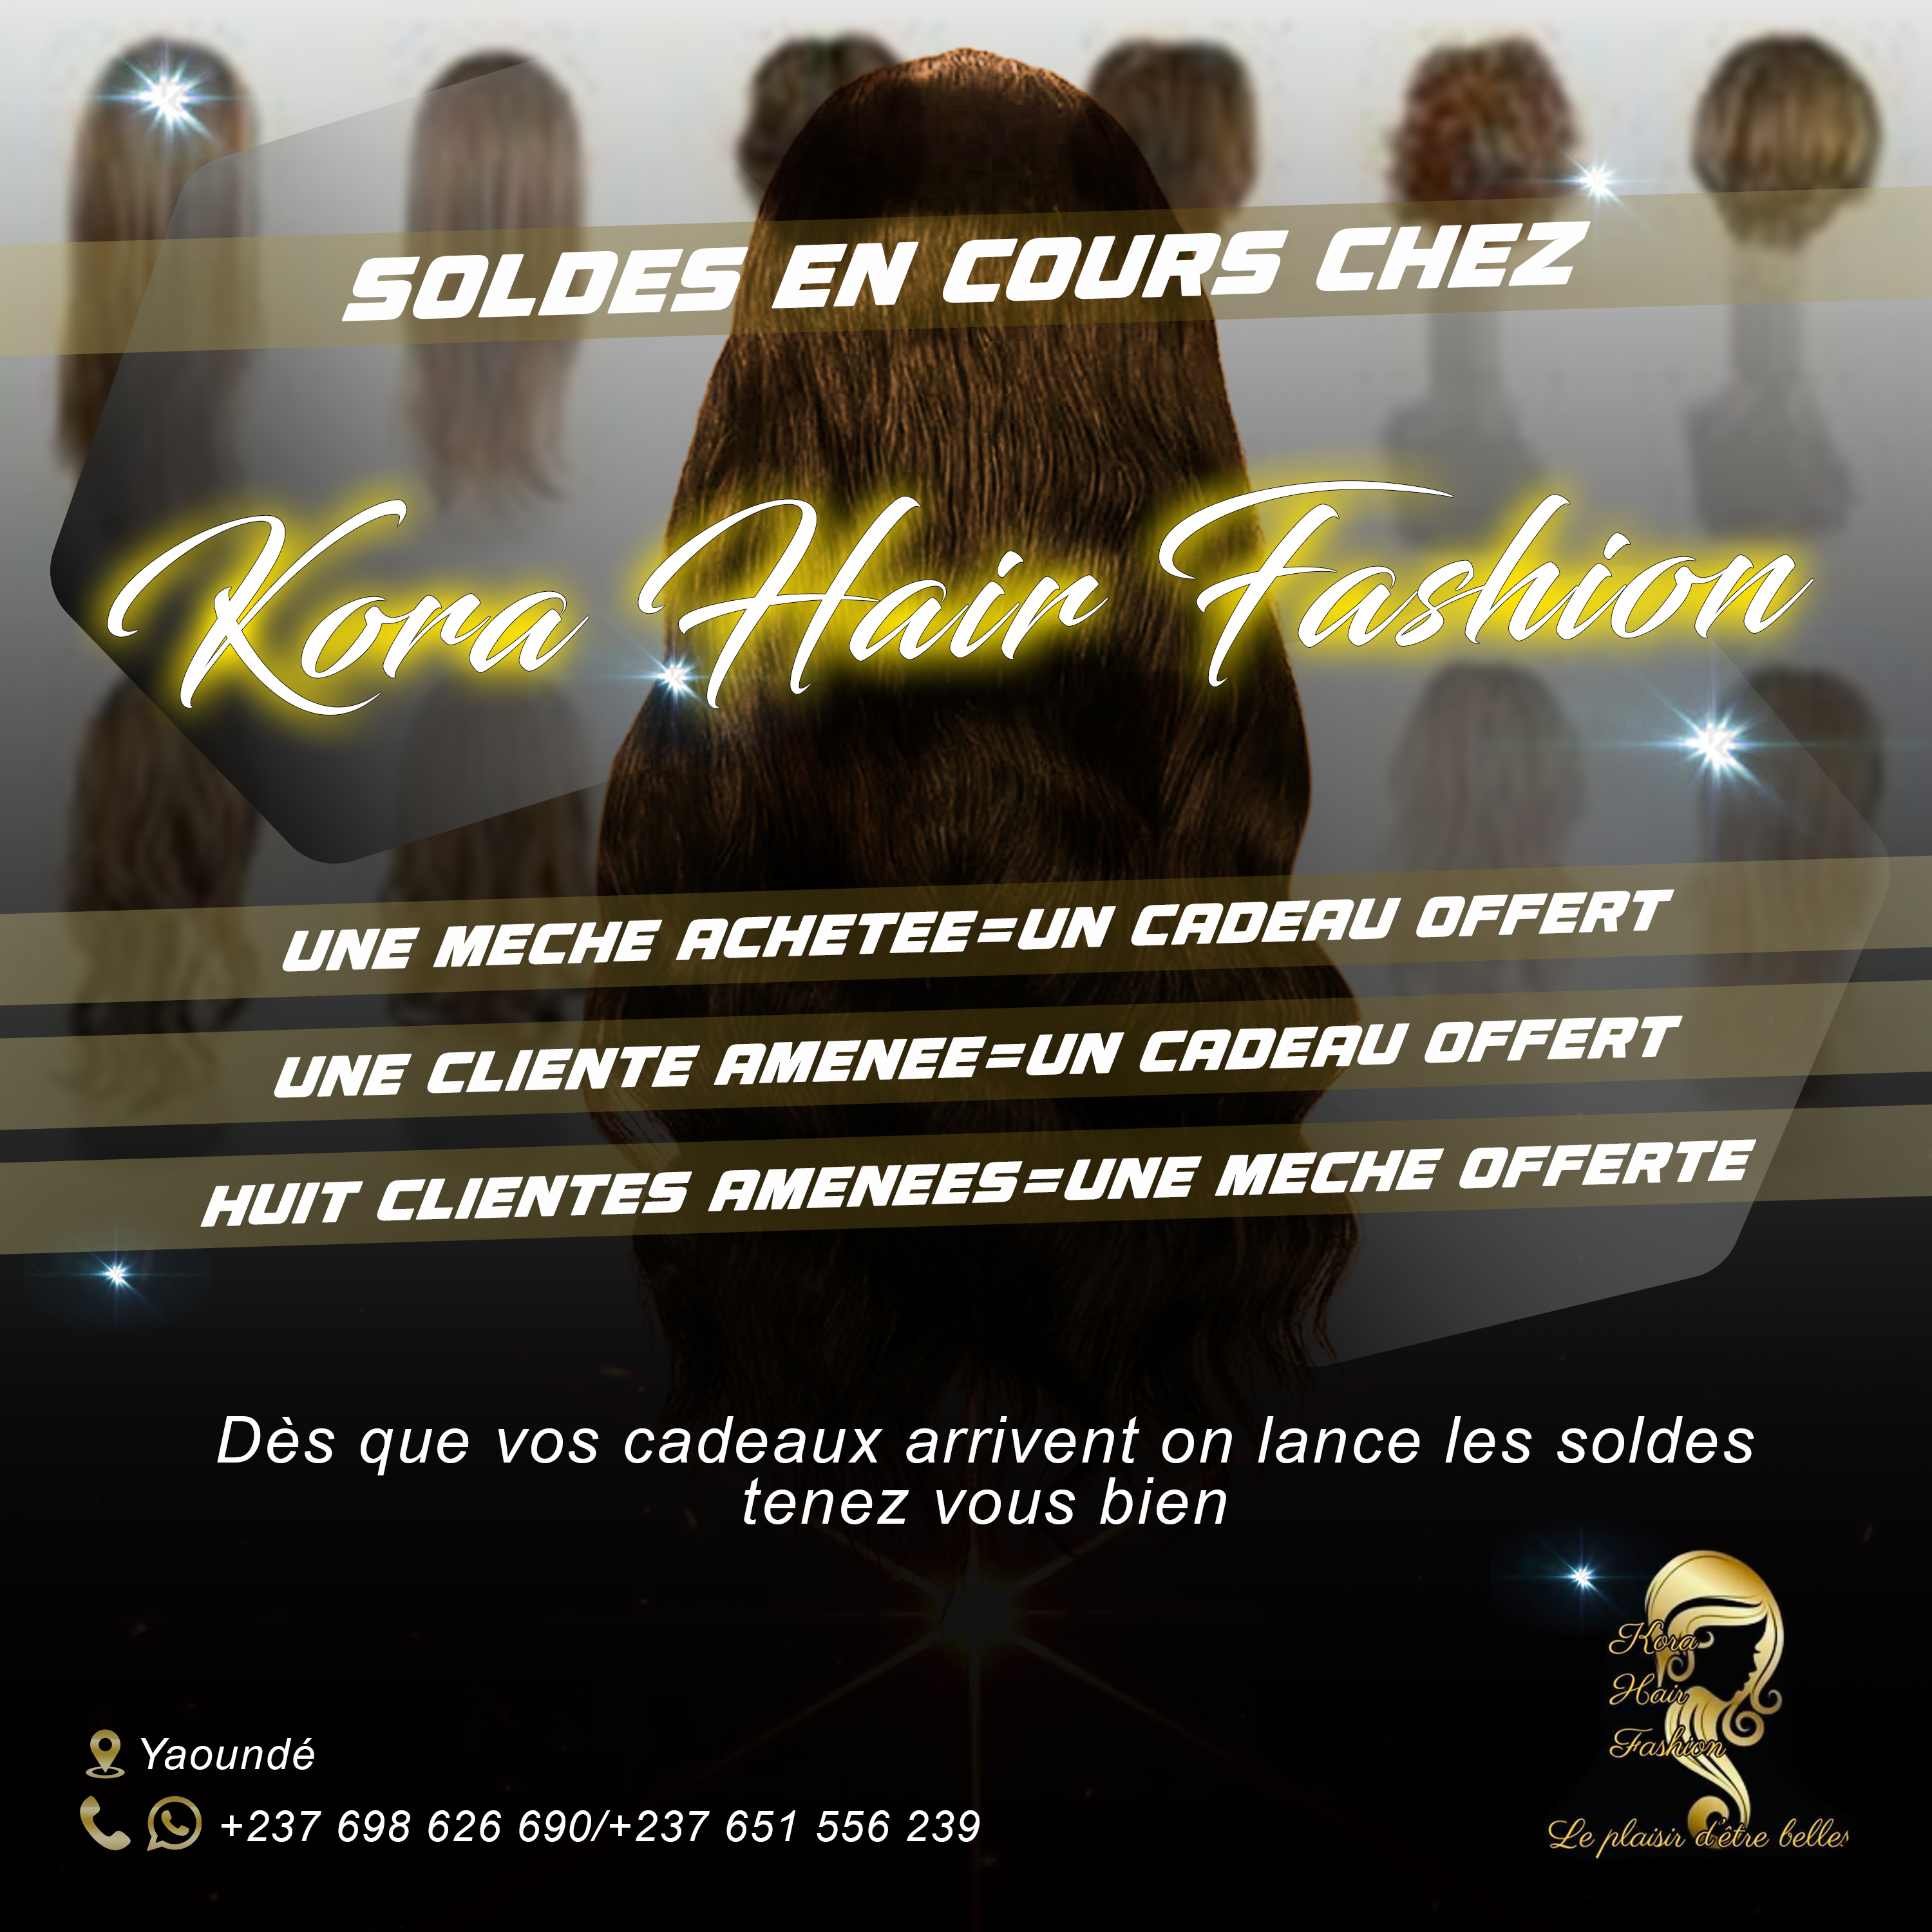 SOLDES EN COURS CHEZ
Kora Hair Fashion
UNE MECHE ACHETEE=UN CADEAU OFFERT
UNE CLIENTE AMENEE=UN CADEAU OFFERT
HUIT CLIENTES AMENEES=UNE MECHE OFFERTE
Dès que vos cadeaux arrivent on lance les soldes
tenez vous bien
Yaoundé
+237 698 626 690/+237 651 556 239
Kora
Hair
Fashion
Le plaisir d'être belles